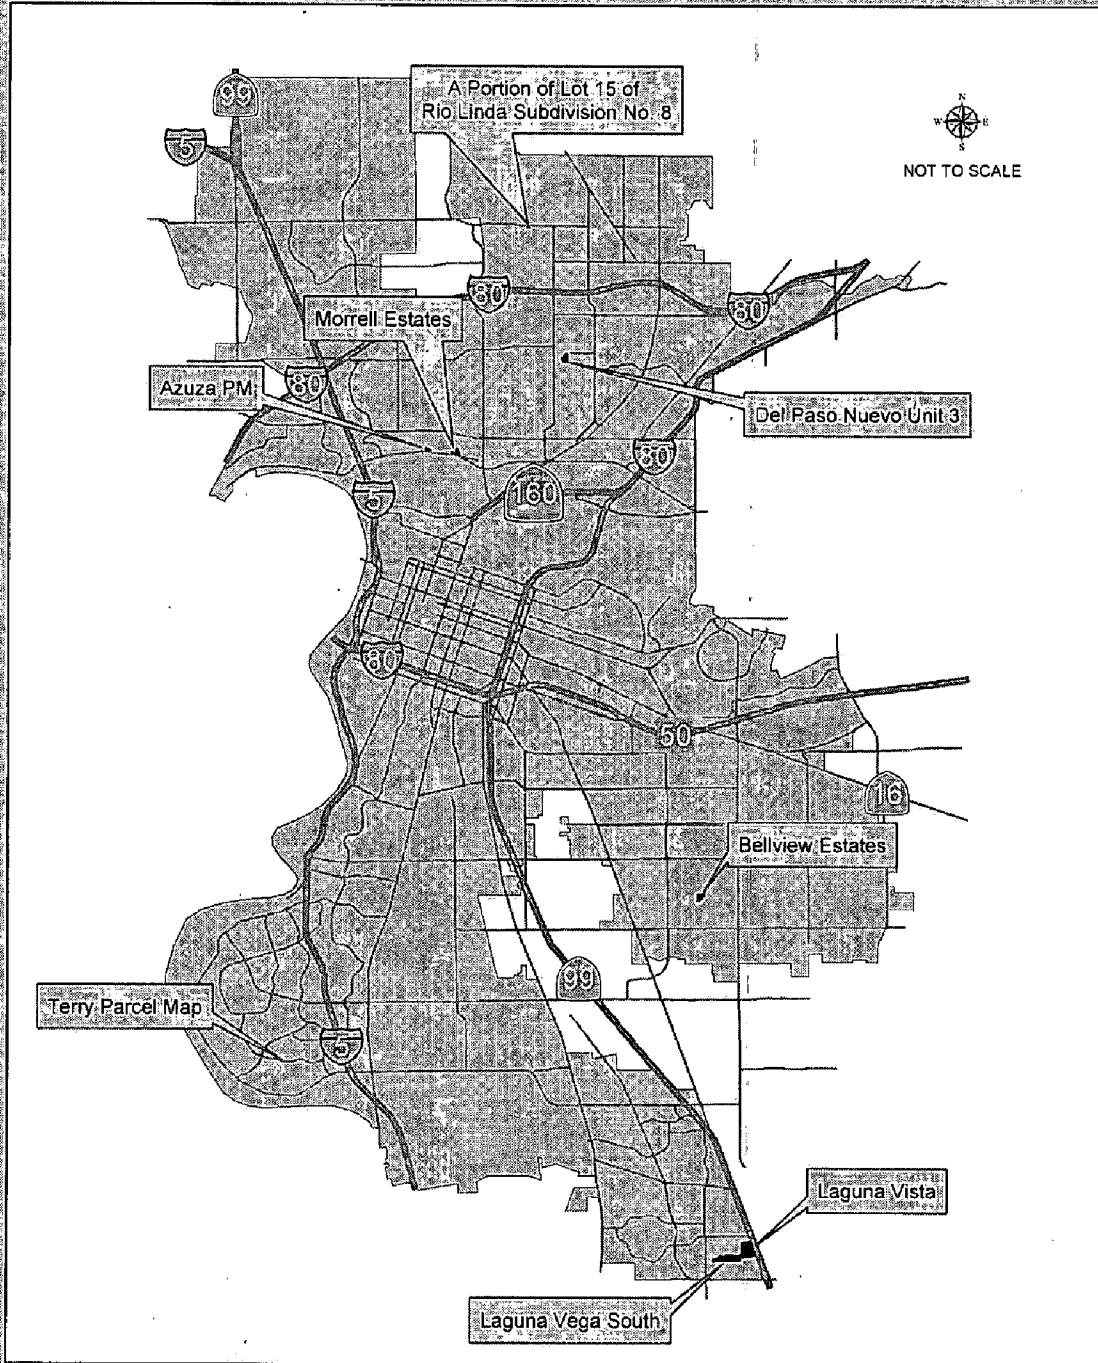 99
A Portion of Lot 15 of
Rio Linda Subdivision No. 8
N
W E
S
NOT TO SCALE
5
80
80
Morrell Estates
Azuza PM
80
Del Paso Nuevo Unit 3
80
5
160
80
50
16
Bellview Estates
99
Terry Parcel Map
5
Laguna Vista
Laguna Vega South